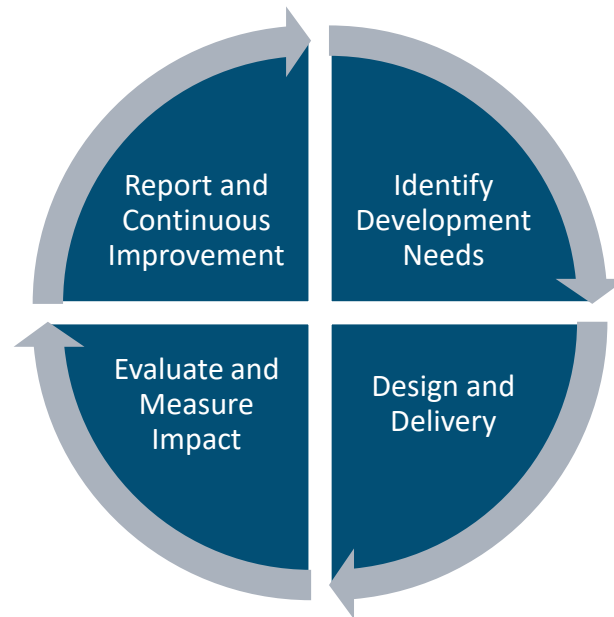 Report and
Continuous
Improvement
Identify
Development
Needs
Evaluate and
Measure
Impact
Design and
Delivery